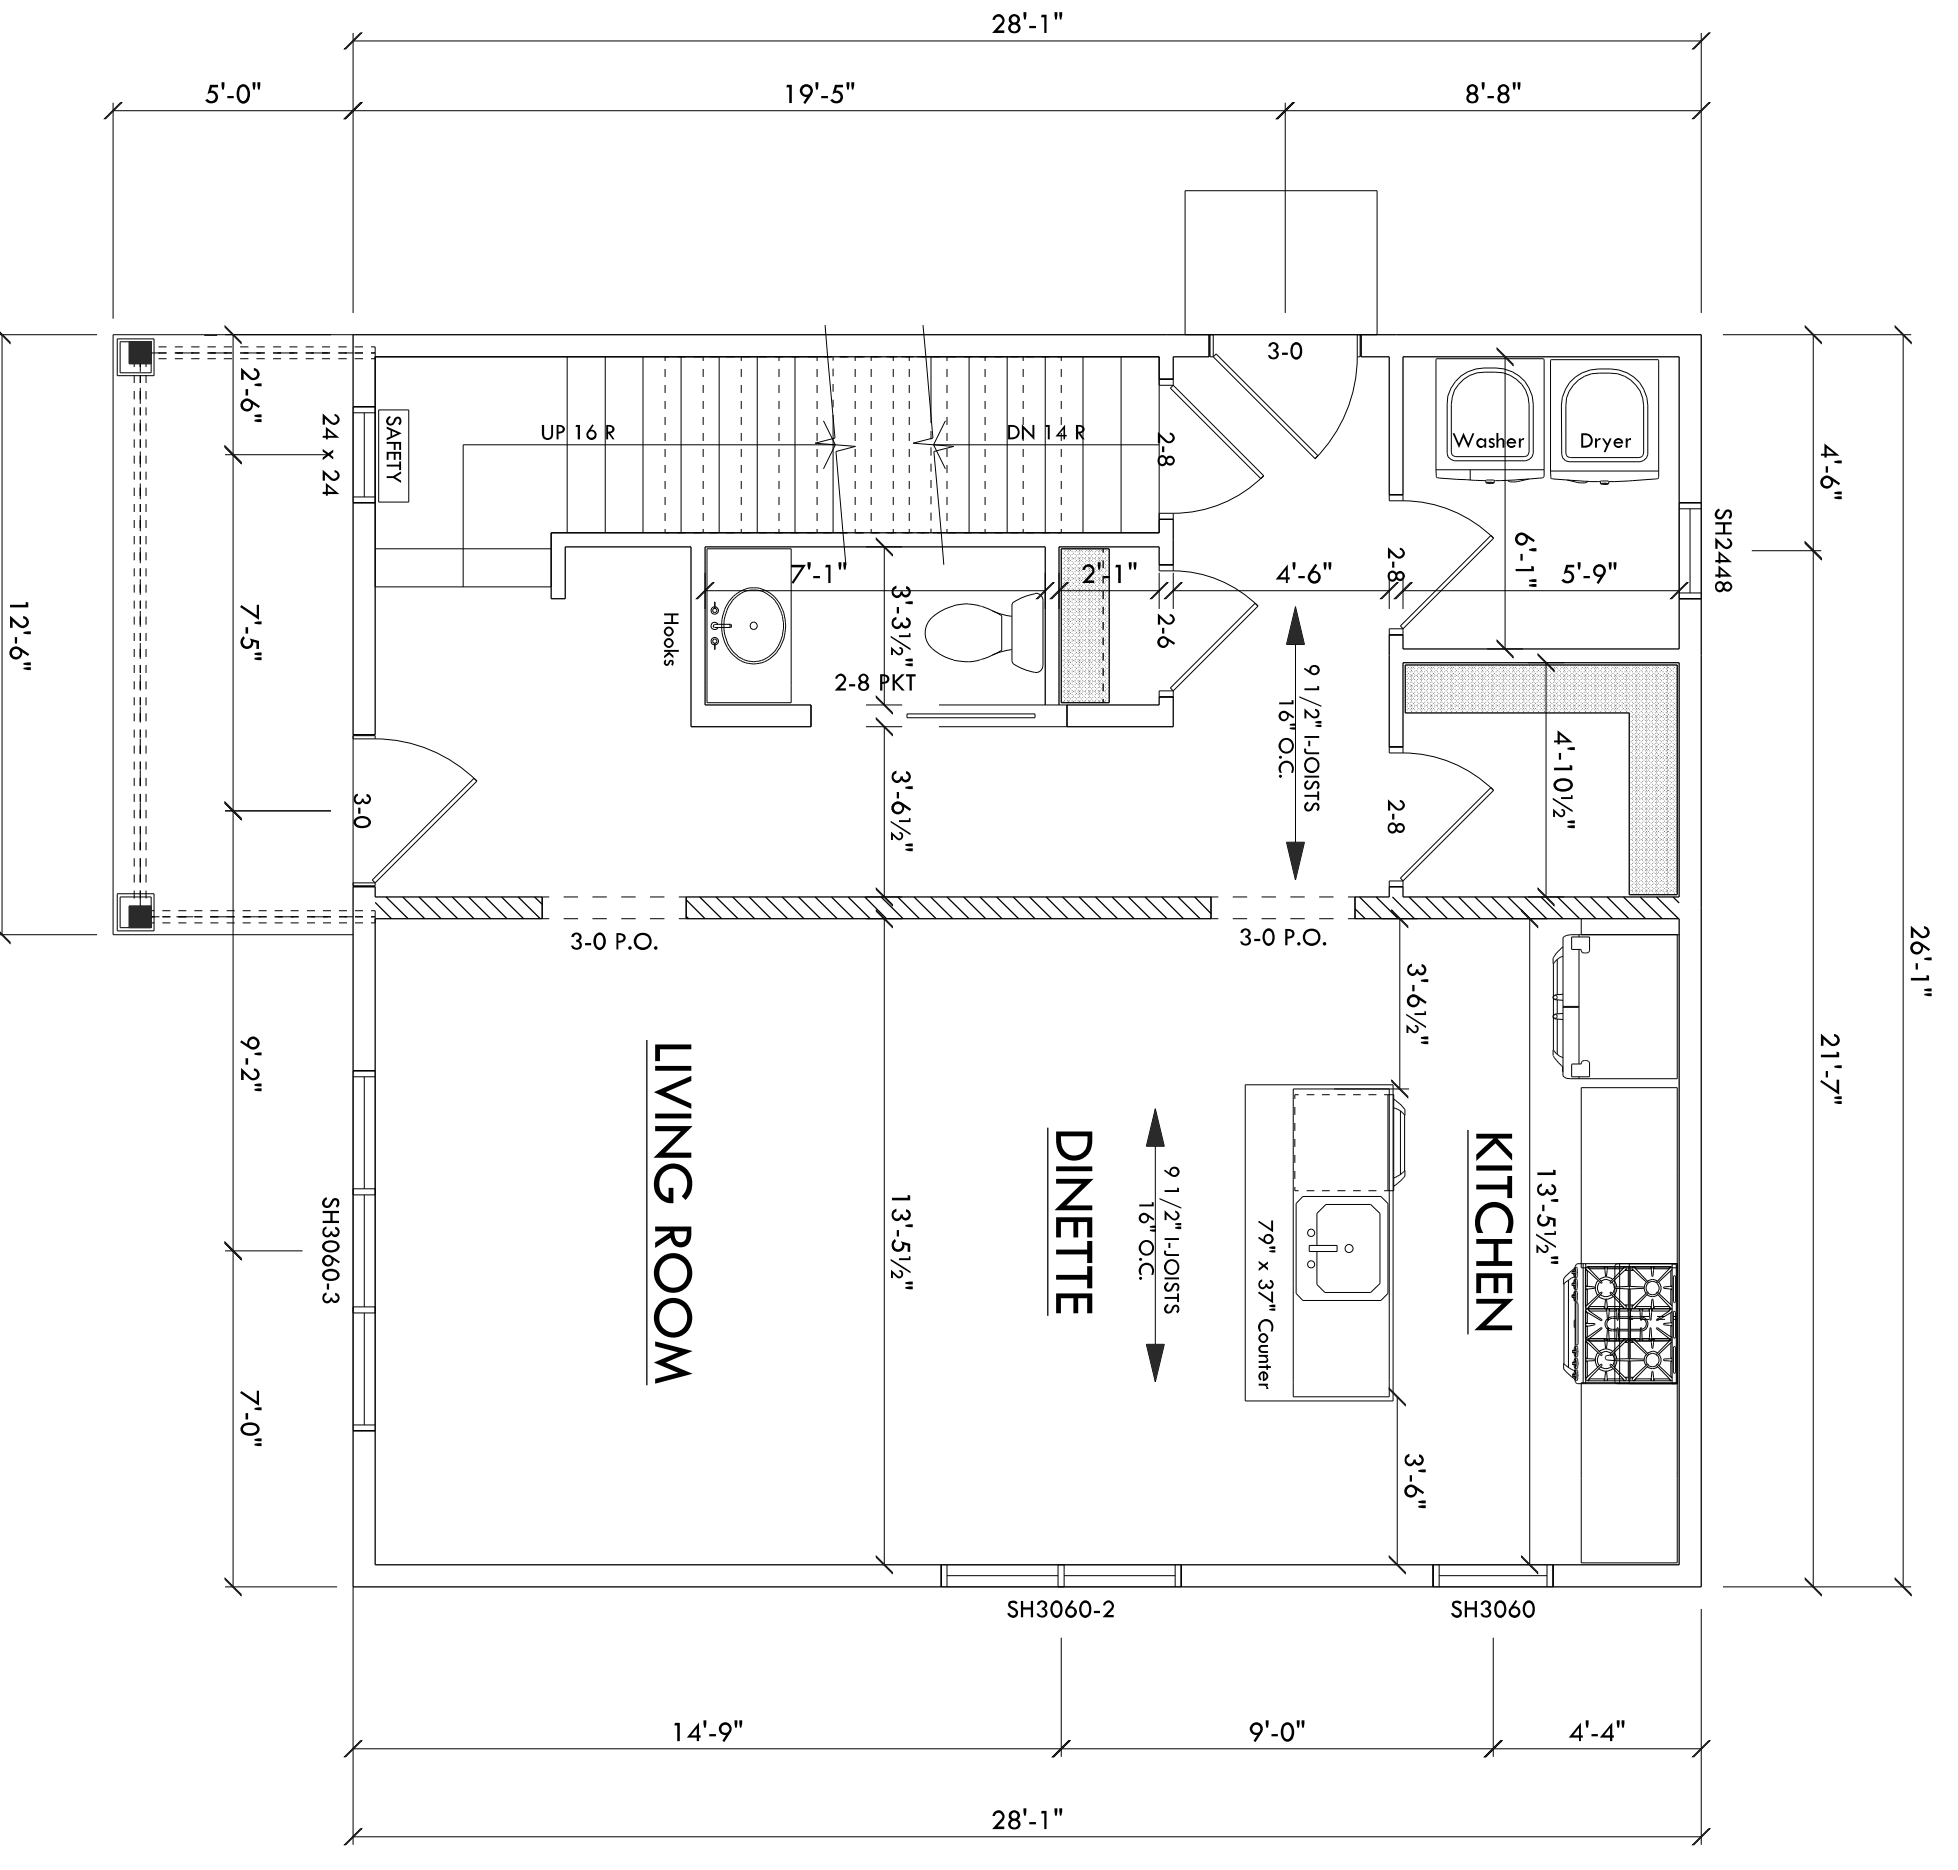 28'-1"
5'-0"
19'-5"
8'-8"
3-0
2'-6"
24 x 24
SAFETY
UP 16 R
DN 14 R
2-8
Washer
Dryer
4'-6"
SH2448
7'-1"
2'-1"
4'-6"
2-8
6'-1"
5'-9"
12'-6"
7'-5"
Hooks
3'-3½"
2-6
2-8 PKT
9 1/2" I-JOISTS
16" O.C.
4'-10½"
3-0
3'-6½"
2-8
3-0 P.O.
3-0 P.O.
26'-1"
9'-2"
3'-6½"
21'-7"
LIVING ROOM
DINETTE
KITCHEN
13'-5½"
13'-5½"
9 1/2" I-JOISTS
16" O.C.
79" x 37" Counter
SH3060-3
7'-0"
3'-6"
SH3060-2
SH3060
14'-9"
9'-0"
4'-4"
28'-1"